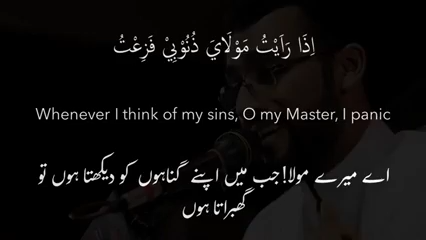 اِذَا رَاَيْتُ مَوْلَايَ ذُنُوْبِيْ فَزِعْتُ
Whenever I think of my sins, O my Master, I panic
اے میرے مولا! جب میں اپنے گناہوں کو دیکھتا ہوں تو
گھبراتا ہوں